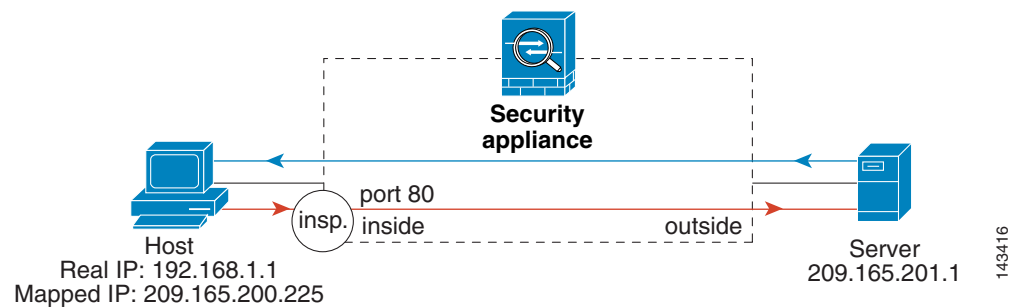 Security
appliance
port 80
insp.
inside
outside
Host
Real IP: 192.168.1.1
Mapped IP: 209.165.200.225
Server
209.165.201.1
143416